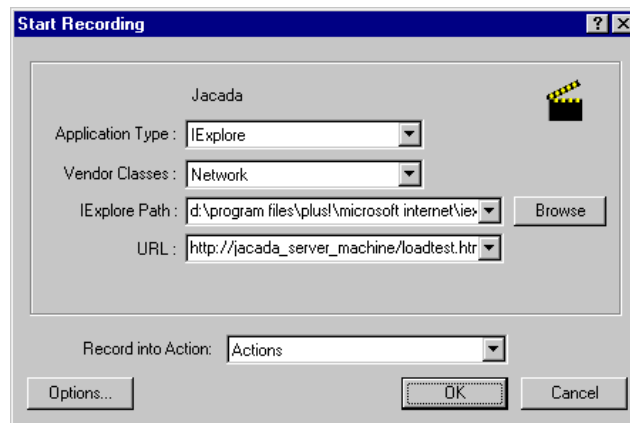 Start Recording
Jacada
Application Type : IExplore
Vendor Classes : Network
IExplore Path : d:\program files\plus!\microsoft internet\iex Browse
URL : http://jacada_server_machine/loadtest.htr
Record into Action: Actions
Options... OK Cancel